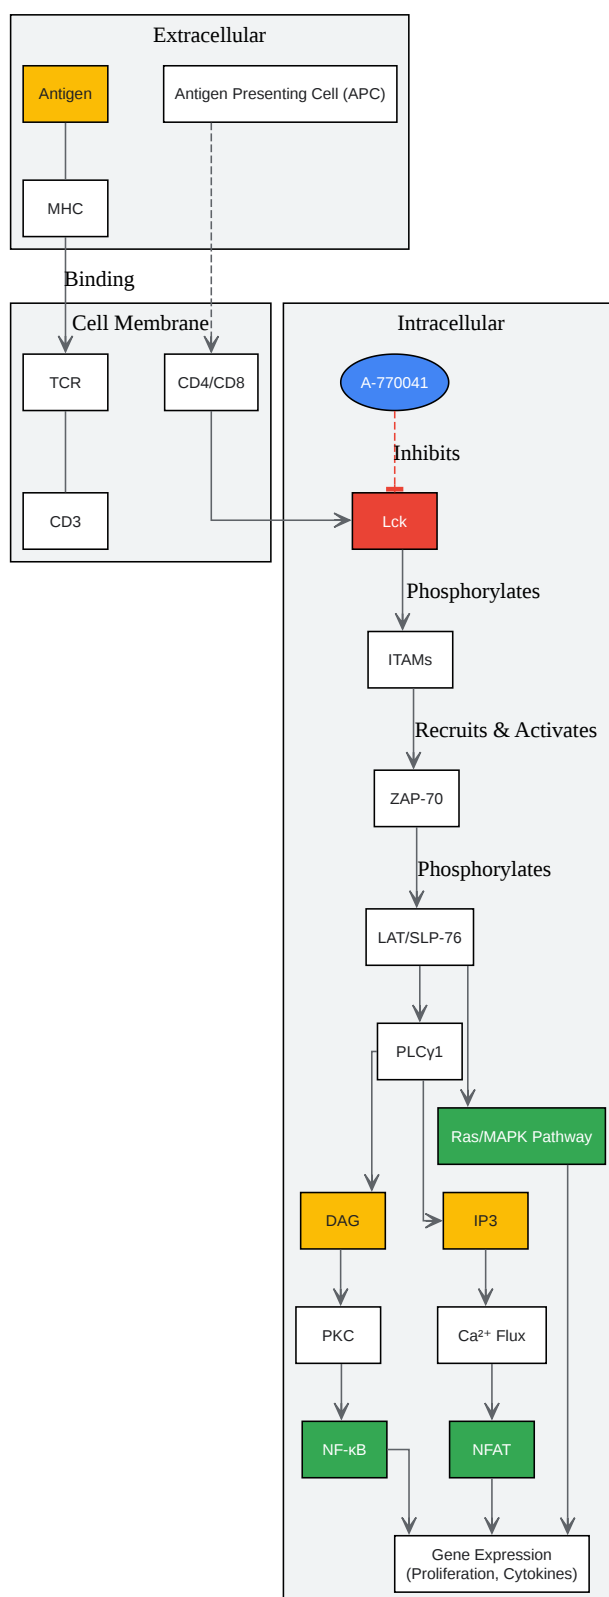 Extracellular
Antigen
Antigen Presenting Cell (APC)
MHC
Binding
Cell Membrane
Intracellular
TCR
CD4/CD8
A-770041
Inhibits
CD3
Lck
Phosphorylates
ITAMs
Recruits & Activates
ZAP-70
Phosphorylates
LAT/SLP-76
PLCγ1
Ras/MAPK Pathway
DAG
IP3
PKC
Ca²⁺ Flux
NF-κB
NFAT
Gene Expression
(Proliferation, Cytokines)